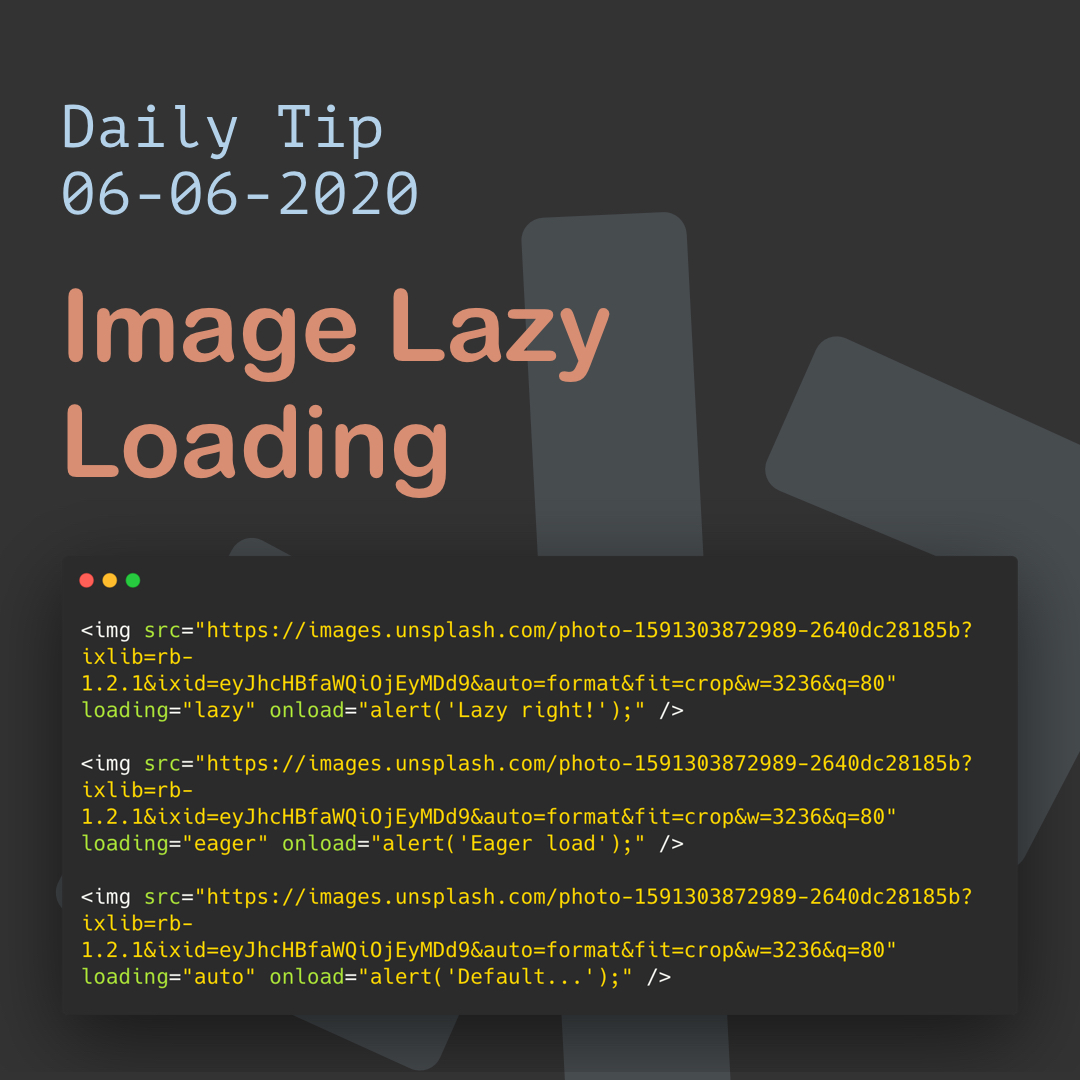 Daily Tip
06-06-2020
Image Lazy
Loading
<img src="https://images.unsplash.com/photo-1591303872989-2640dc28185b?
ixlib=rb-
1.2.1&ixid=eyJhcHBfaWQiOjEyMDd9&auto=format&fit=crop&w=3236&q=80"
loading="lazy" onload="alert('Lazy right!');" />
<img src="https://images.unsplash.com/photo-1591303872989-2640dc28185b?
ixlib=rb-
1.2.1&ixid=eyJhcHBfaWQiOjEyMDd9&auto=format&fit=crop&w=3236&q=80"
loading="eager" onload="alert('Eager load');" />
<img src="https://images.unsplash.com/photo-1591303872989-2640dc28185b?
ixlib=rb-
1.2.1&ixid=eyJhcHBfaWQiOjEyMDd9&auto=format&fit=crop&w=3236&q=80"
loading="auto" onload="alert('Default...');" />